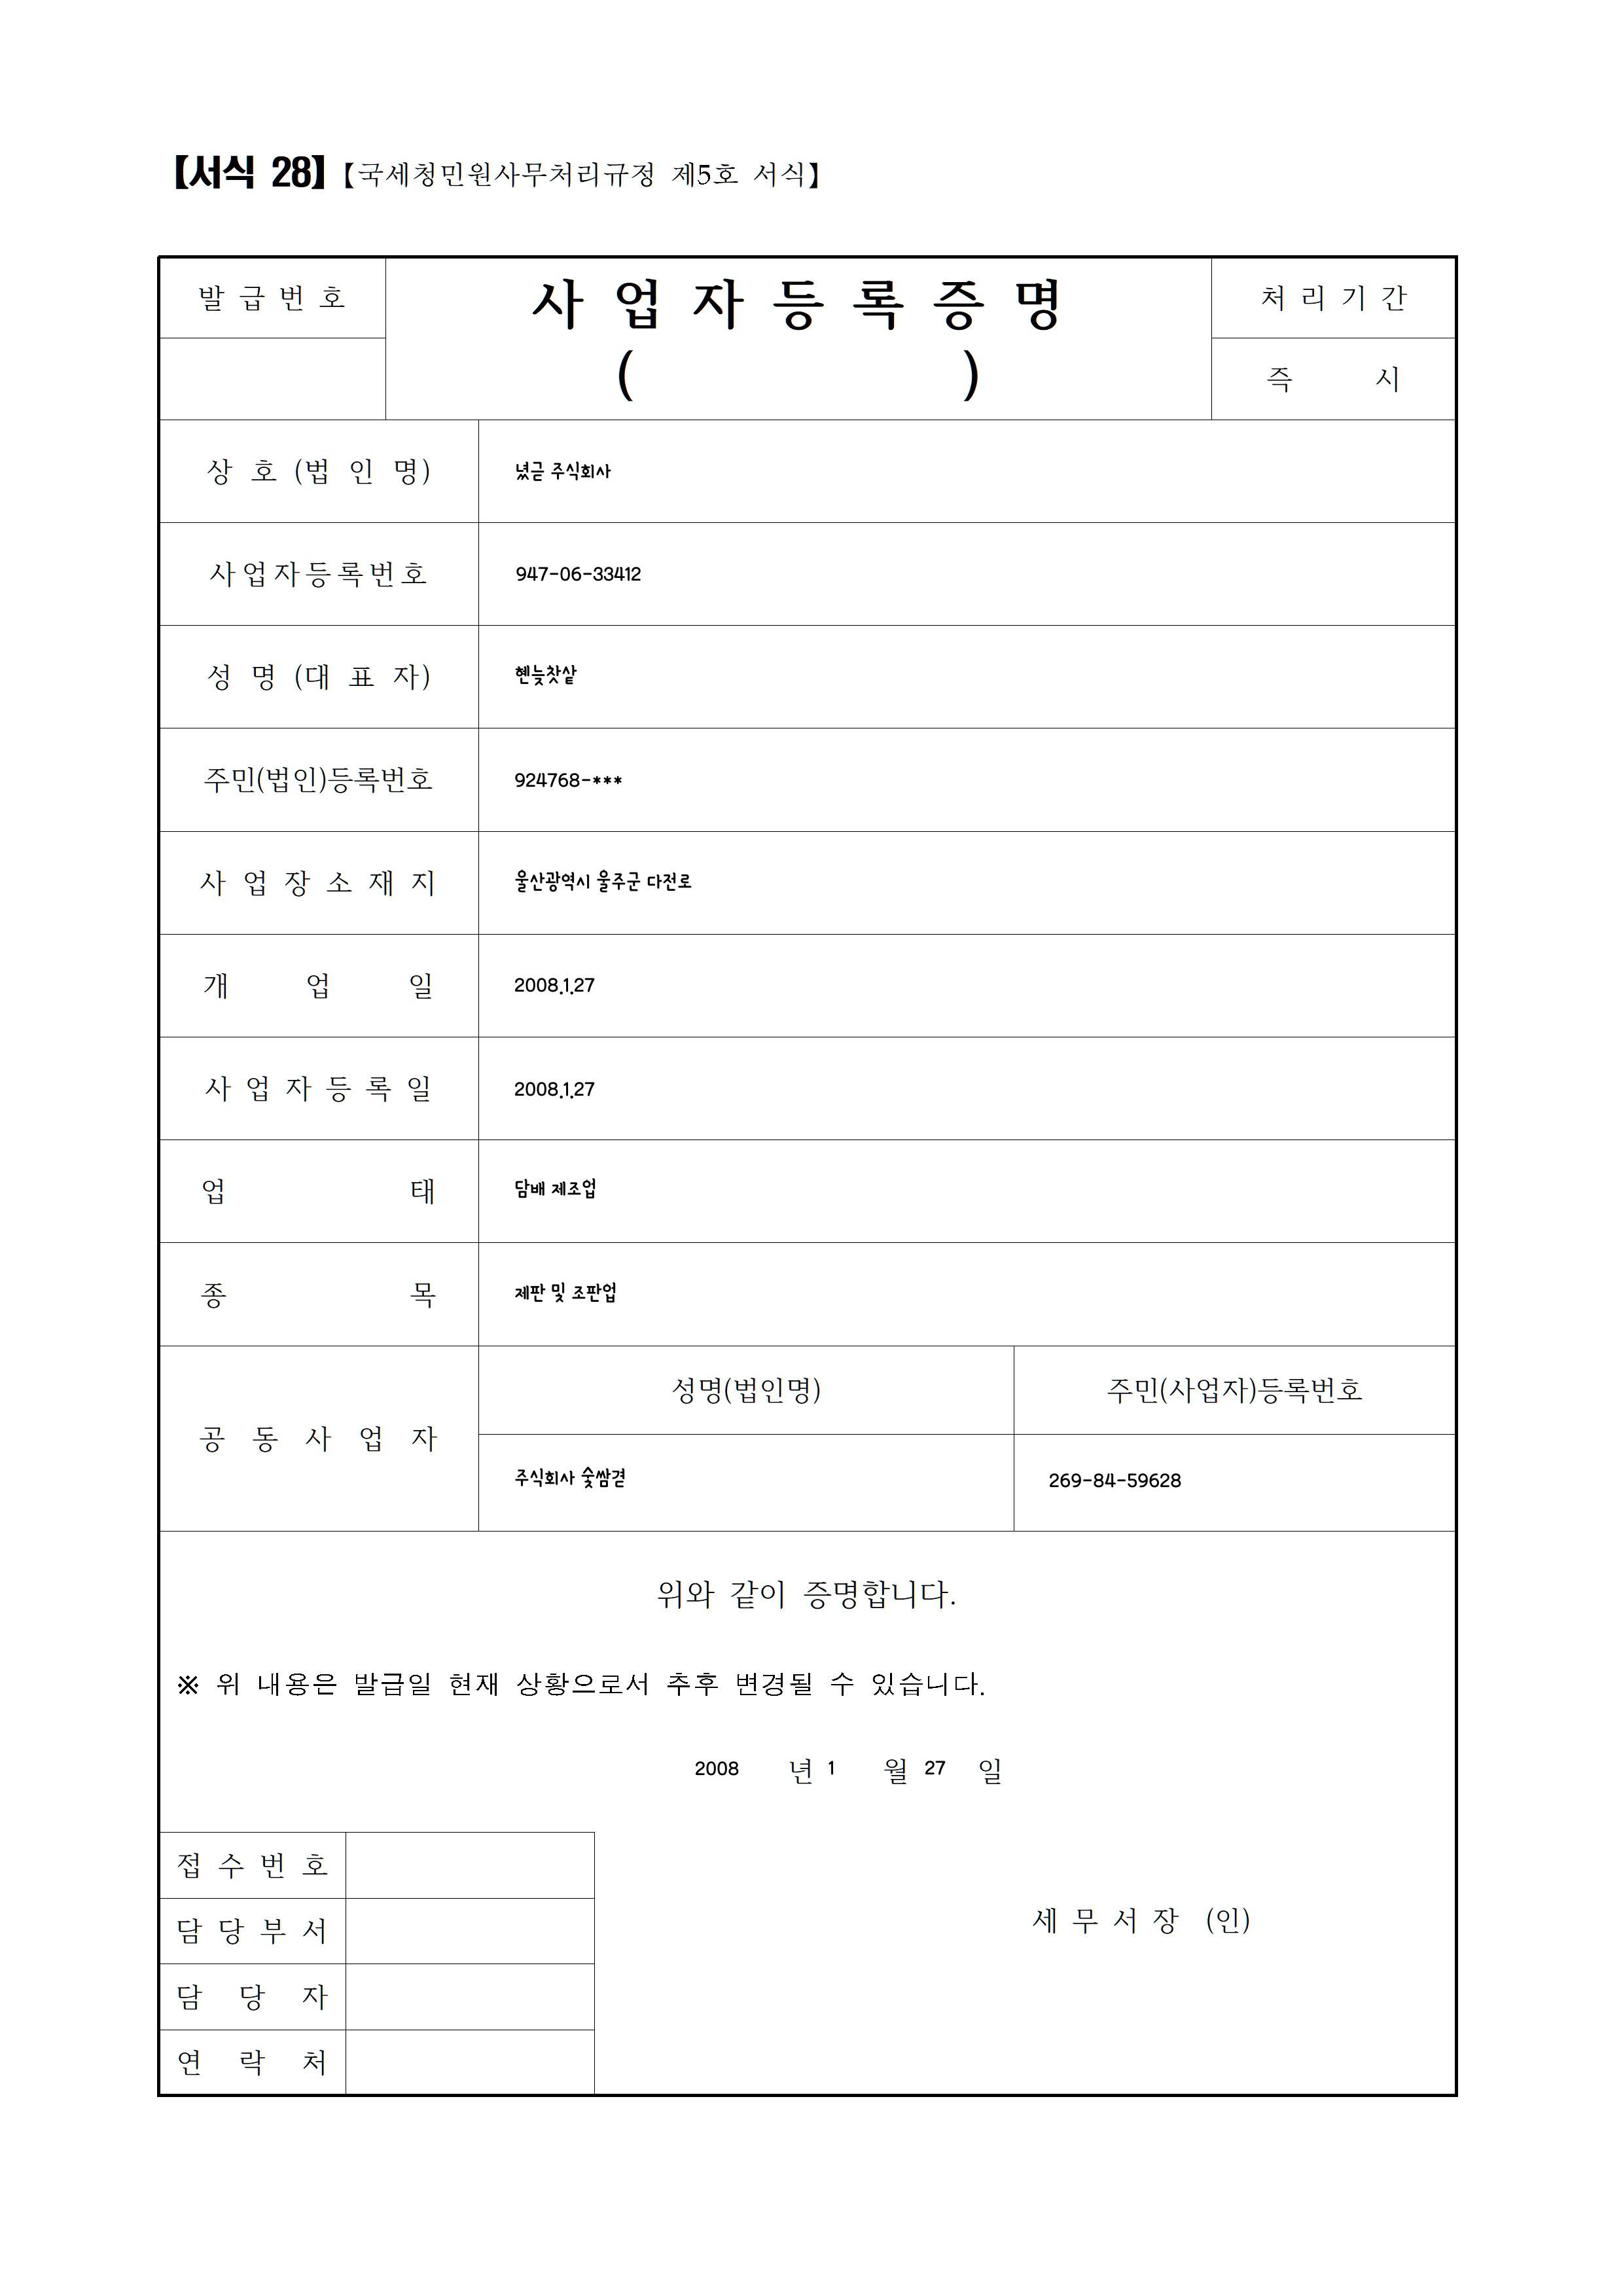 【서식 28】【국세청민원사무처리규정 제5호 서식】
발급번호
사업자등록증명
( )
처리기간
즉 시
상 호 (법 인 명)
주식회사
사업자등록번호
947-06-33412
성 명 (대 표 자)
주민(법인)등록번호
924768-***
사업장소재지
울산광역시 울주군 다전로
개 업 일
2008.1.27
사업자등록일
2008.1.27
업 태
담배 제조업
종 목
제판 및 조판업
공동사업자
성명(법인명)
주민(사업자)등록번호
주식회사
269-84-59628
위와 같이 증명합니다.
※ 위 내용은 발급일 현재 상황으로서 추후 변경될 수 있습니다.
2008 년 1 월 27 일
접수번호
담당부서
세무서장 (인)
담 당 자
연 락 처